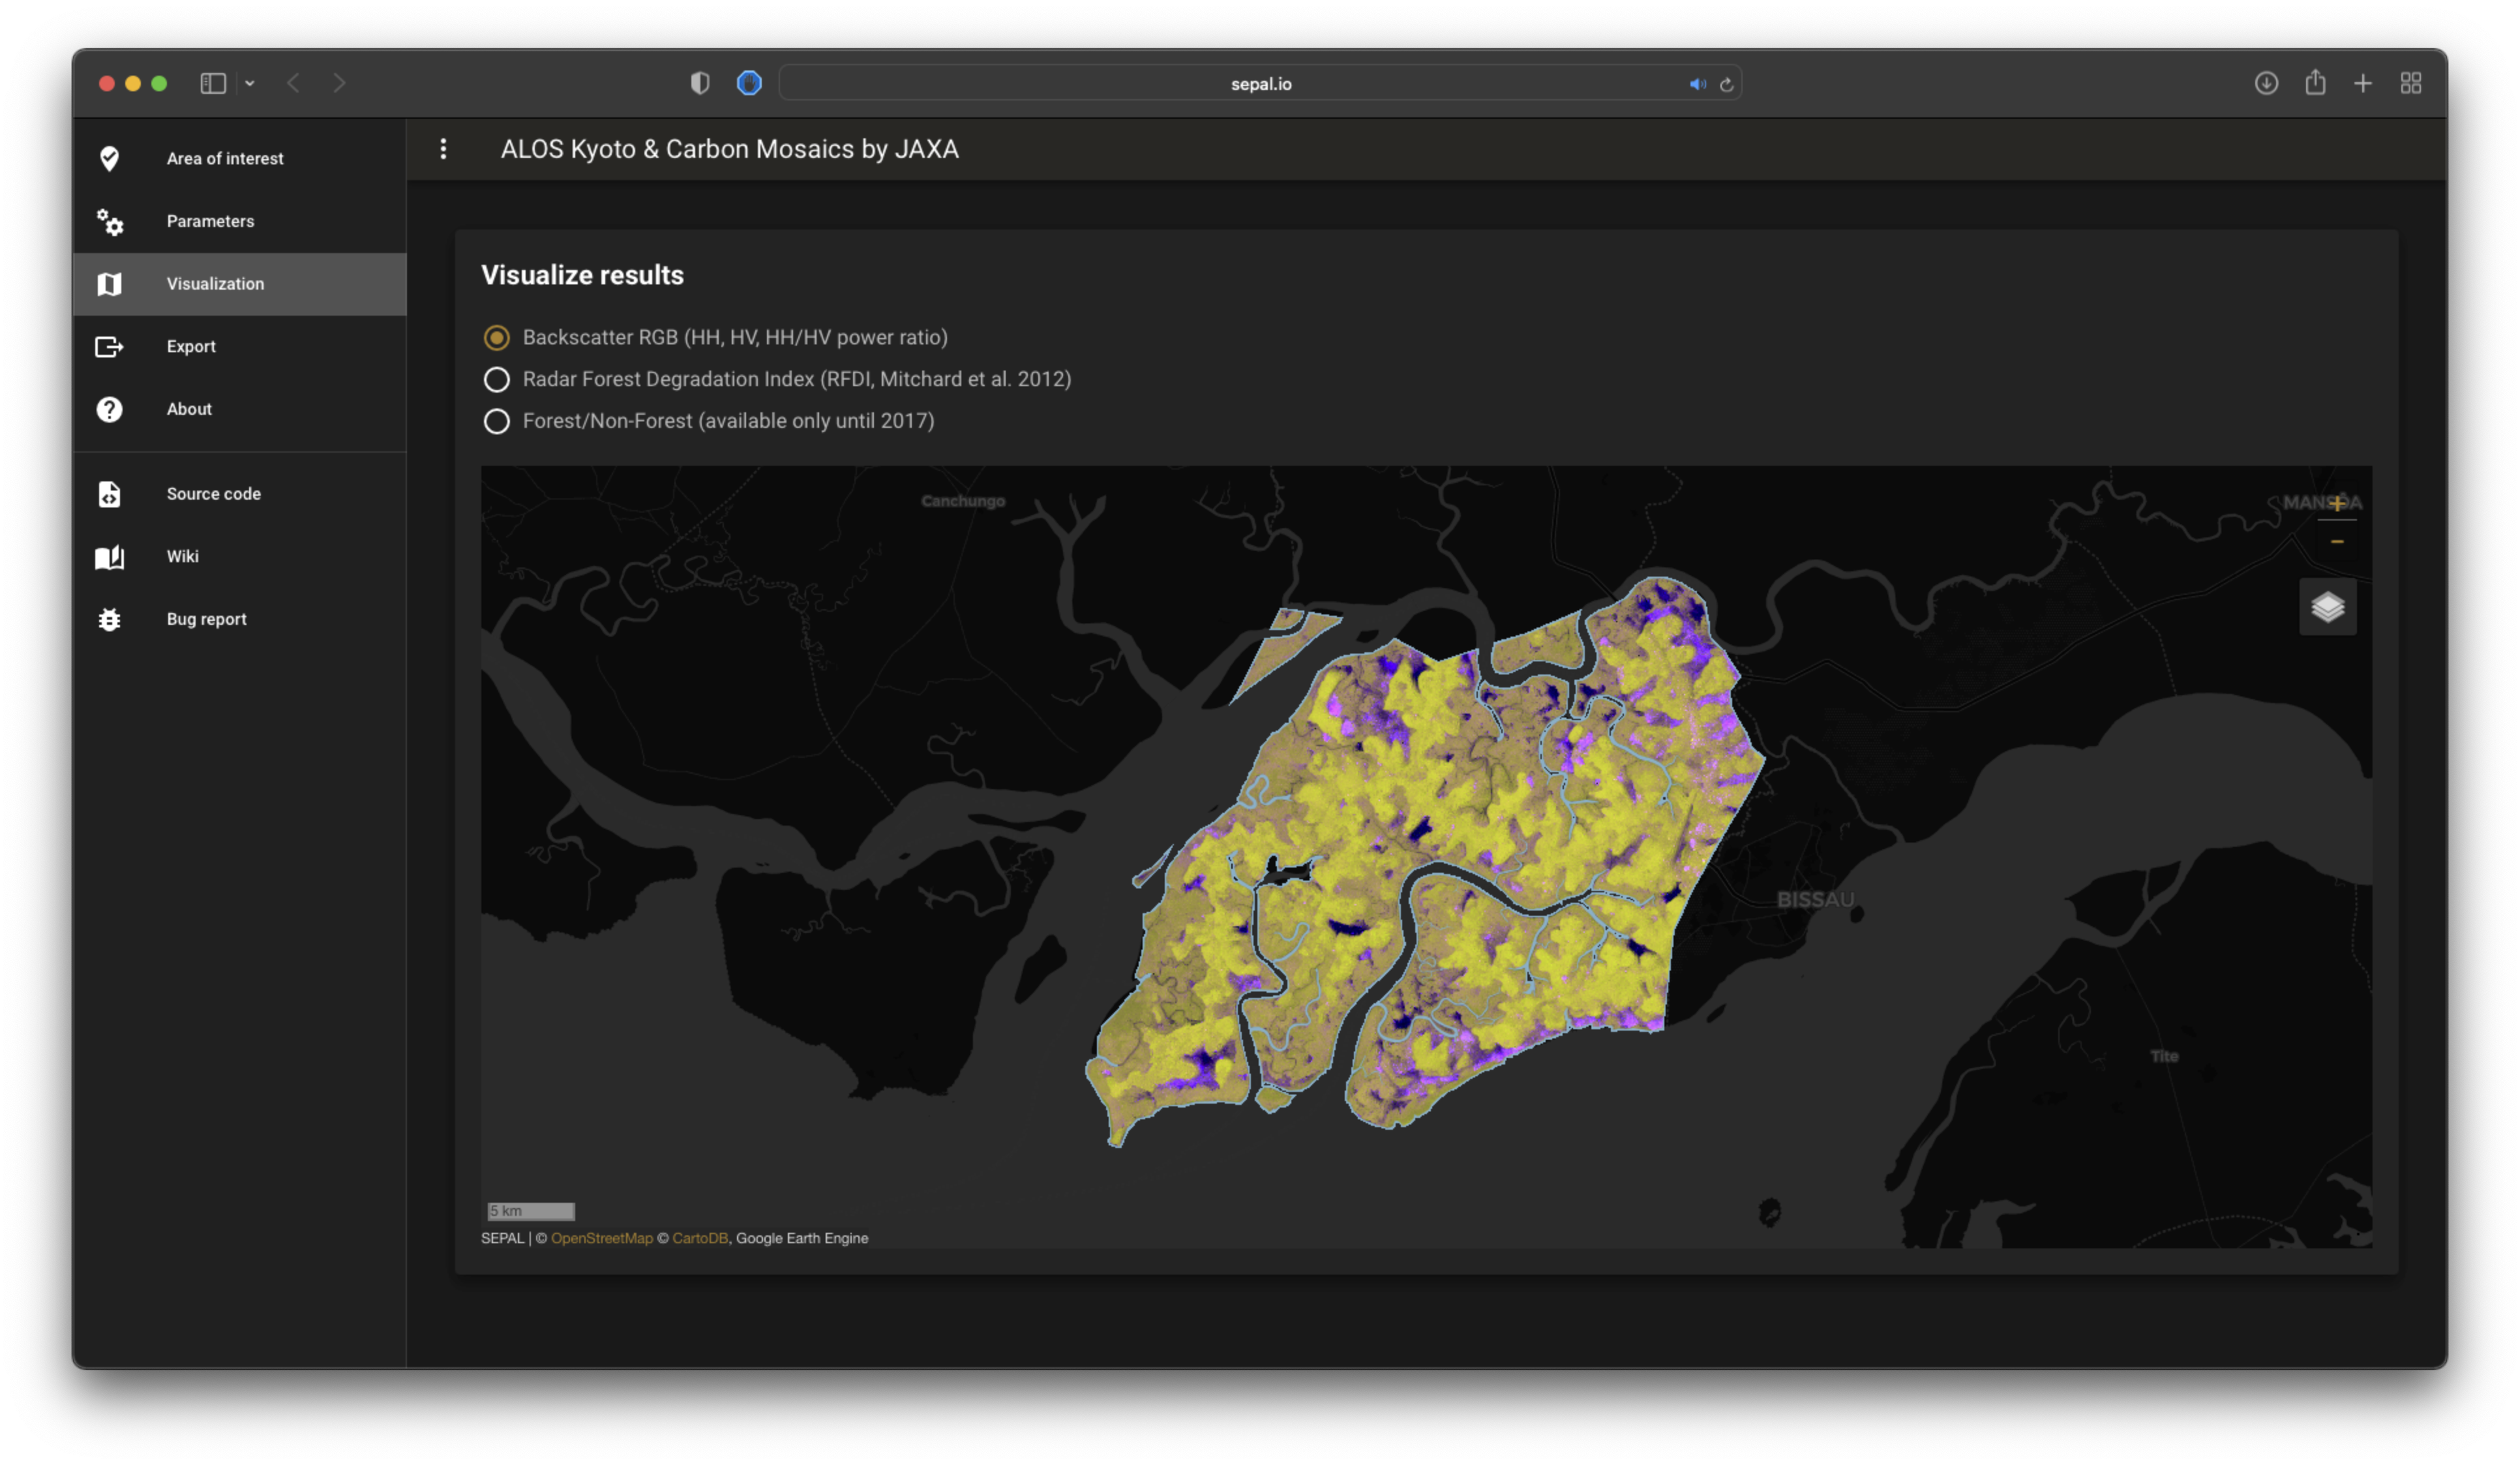 sepal.io
Area of interest
Parameters
Visualization
Export
About
Source code
Wiki
Bug report
ALOS Kyoto & Carbon Mosaics by JAXA
Visualize results
Backscatter RGB (HH, HV, HH/HV power ratio)
Radar Forest Degradation Index (RFDI, Mitchard et al. 2012)
Forest/Non-Forest (available only until 2017)
Canchungo
MANSÔA
+
−
BISSAU
Tite
5 km
SEPAL | © OpenStreetMap © CartoDB, Google Earth Engine